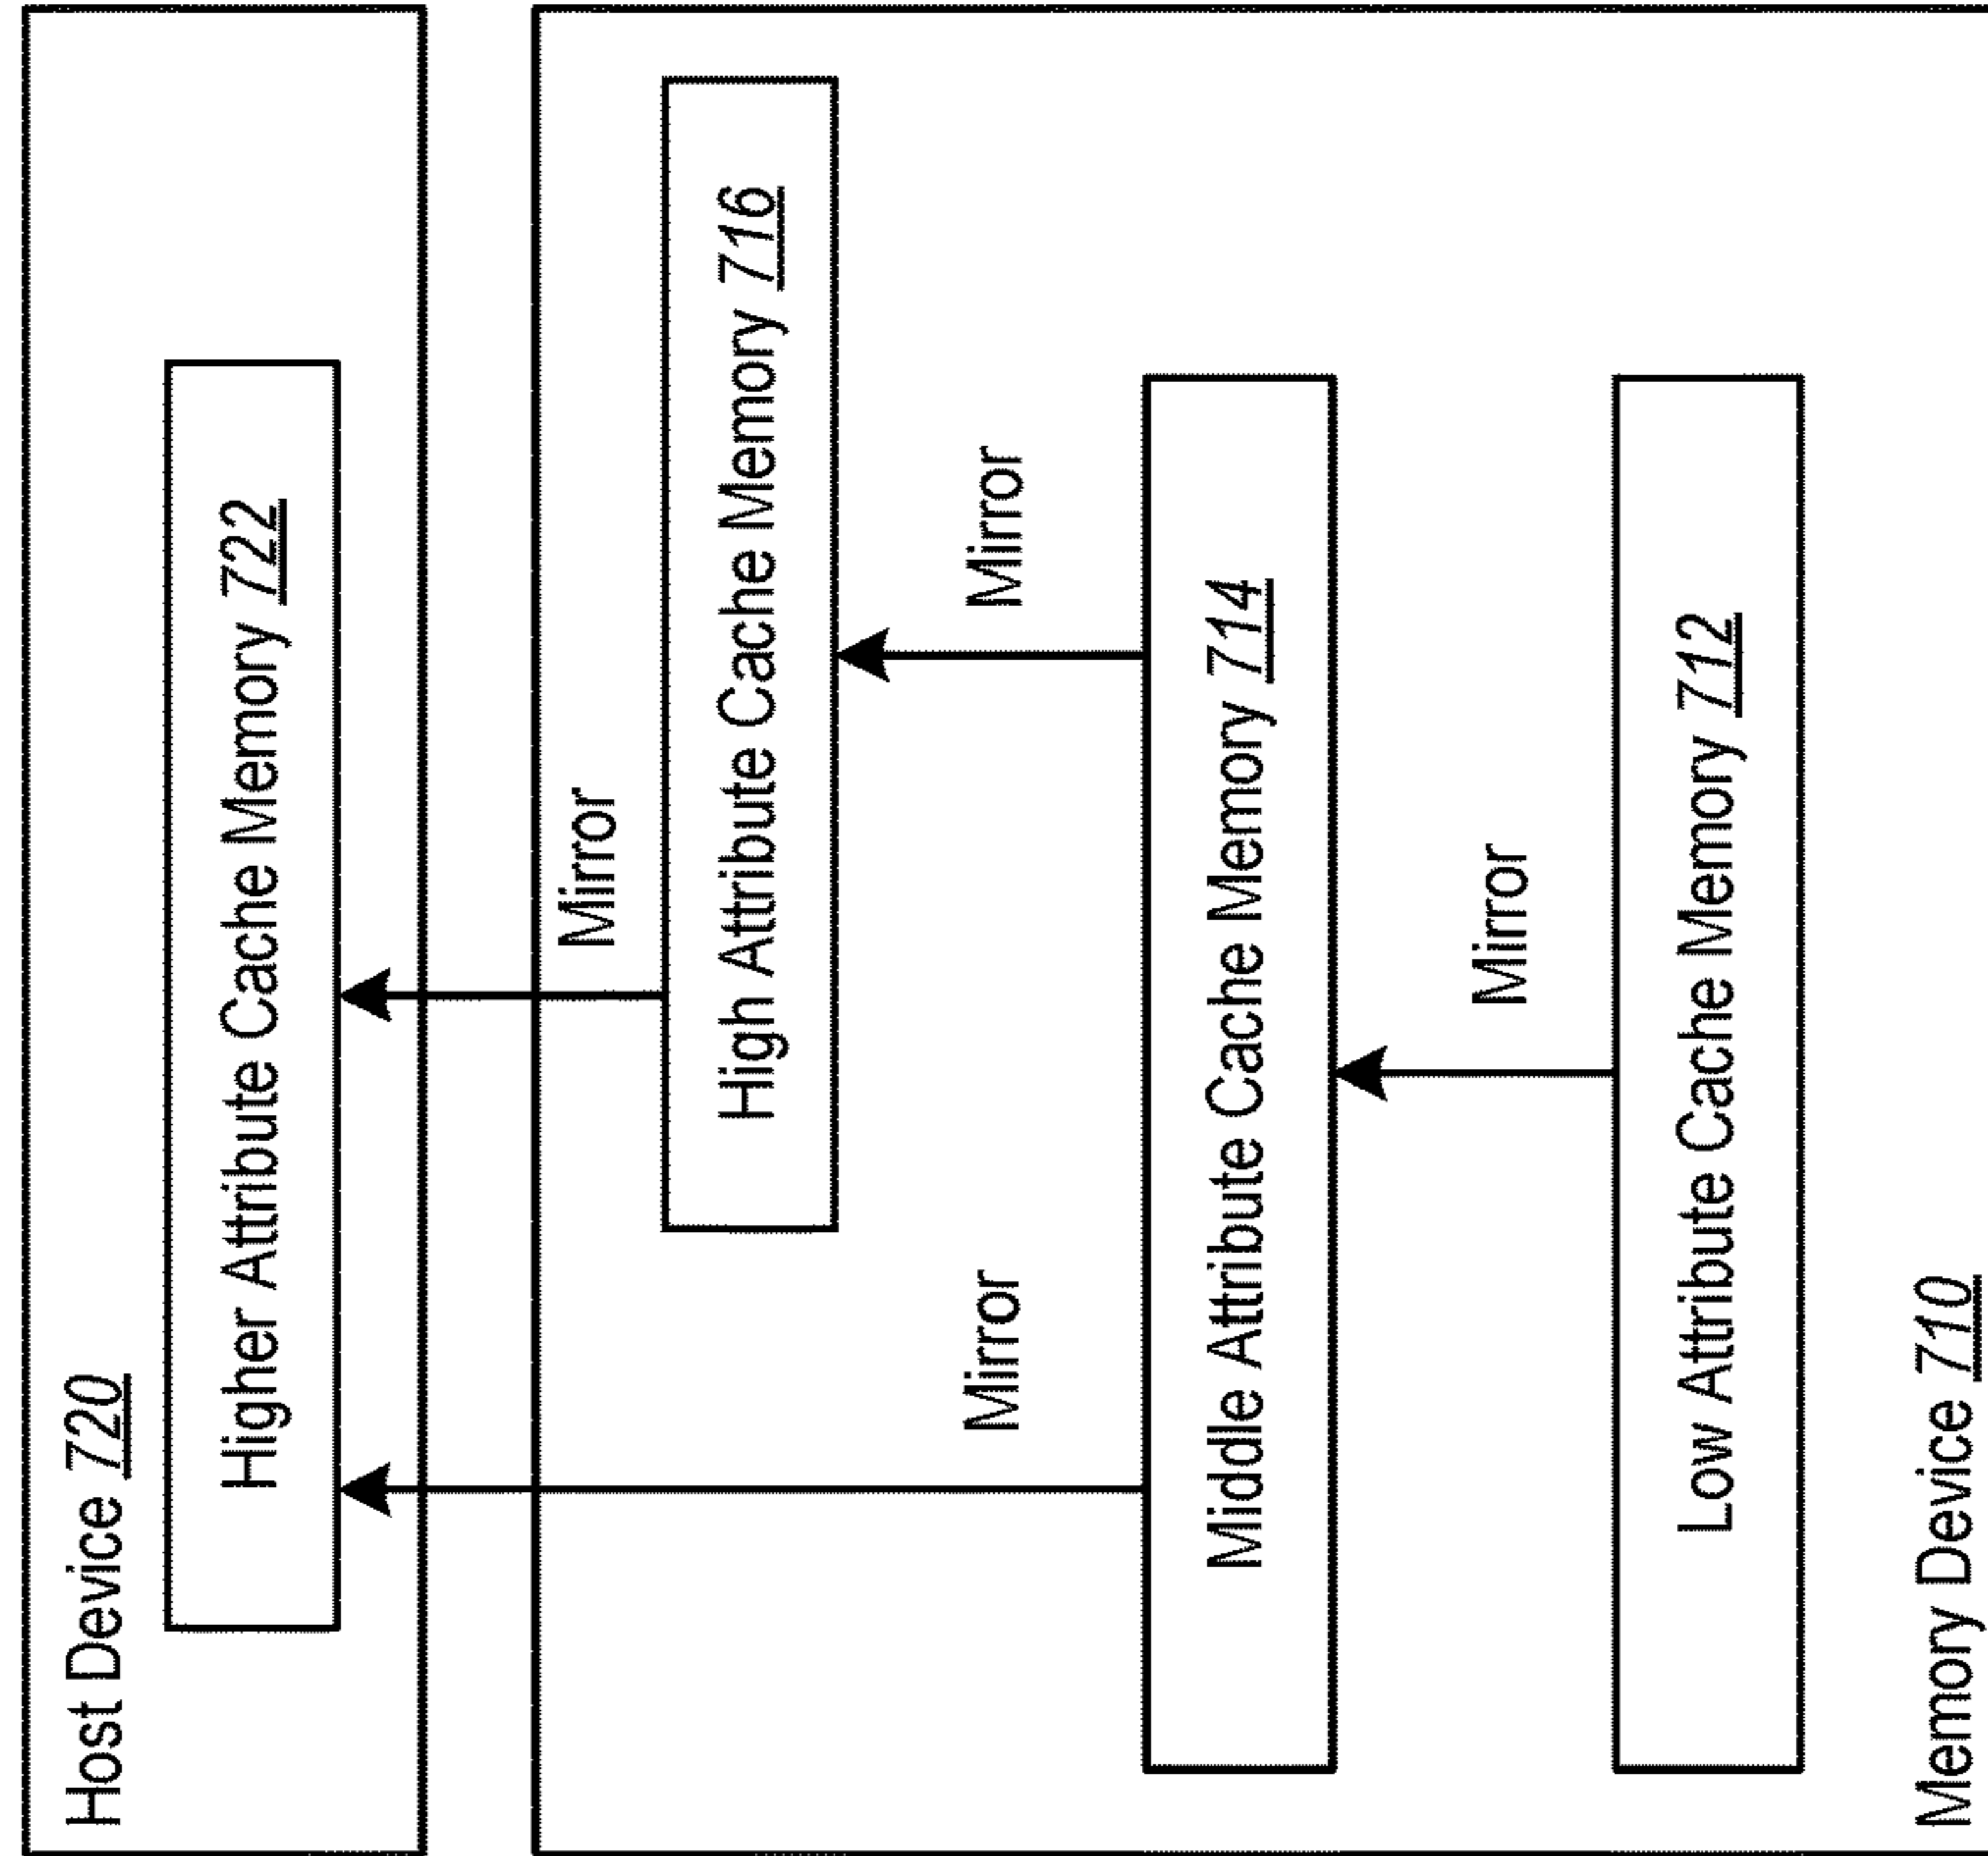 Host Device 720
Higher Attribute Cache Memory 722
Mirror
High Attribute Cache Memory 716
Mirror
Mirror
Middle Attribute Cache Memory 714
Mirror
Low Attribute Cache Memory 712
Memory Device 710